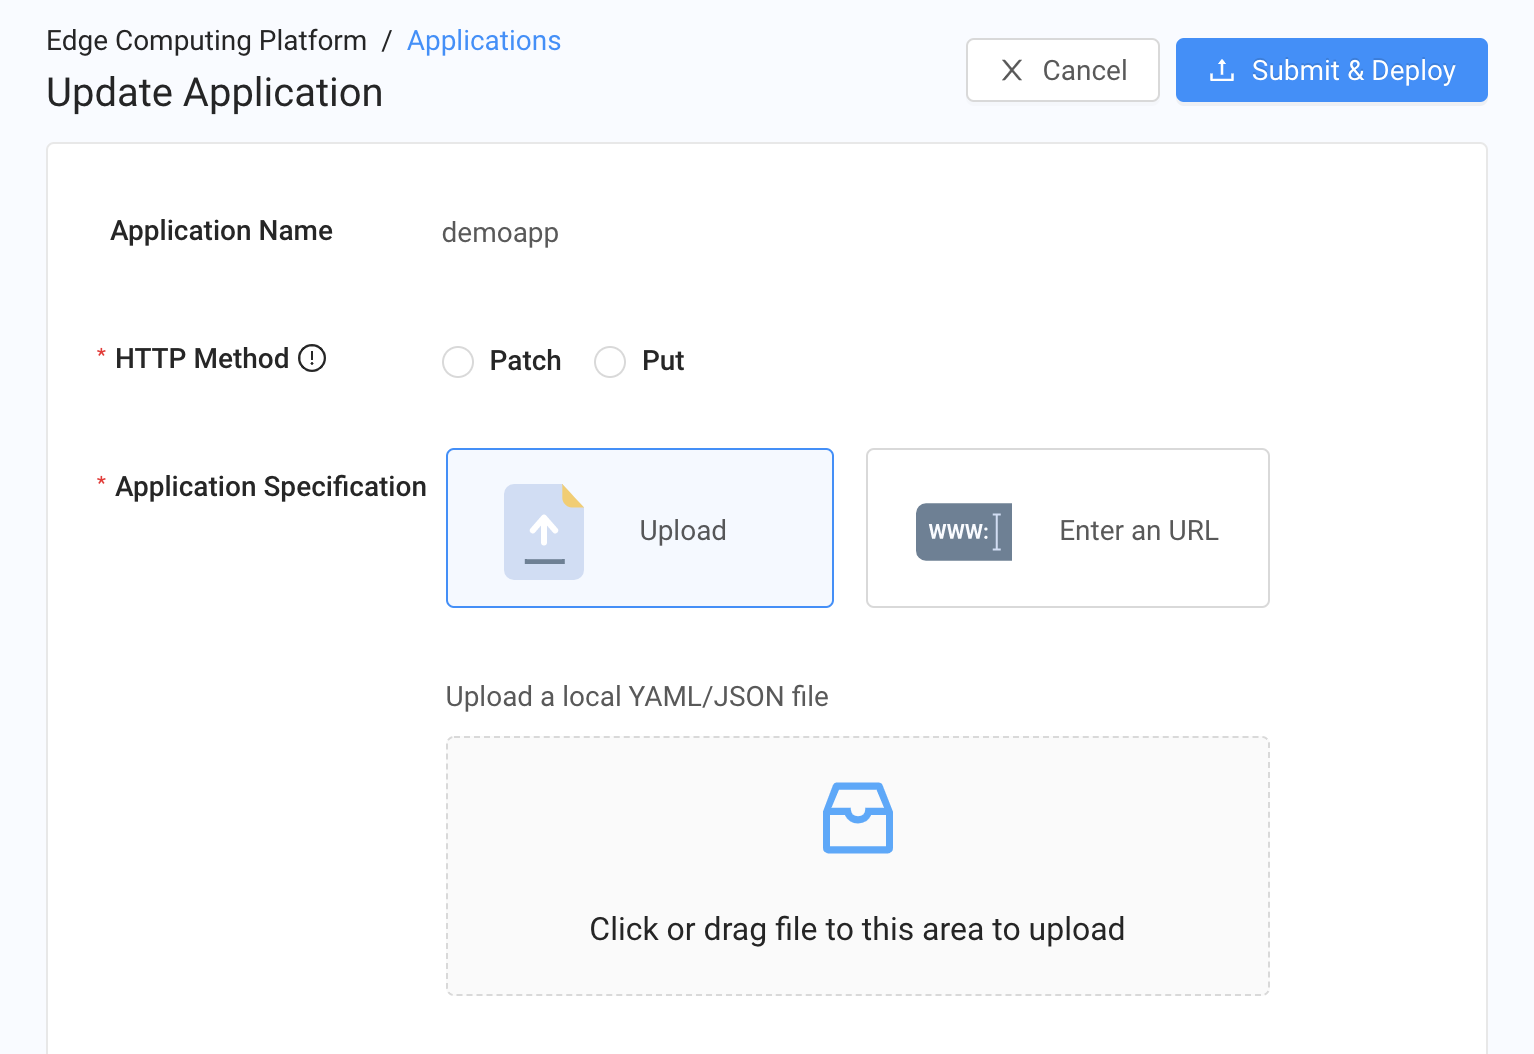 Edge Computing Platform / Applications
Update Application
X Cancel
Submit & Deploy
Application Name demoapp
* HTTP Method Patch Put
* Application Specification
Upload
WWW: Enter an URL
Upload a local YAML/JSON file
Click or drag file to this area to upload